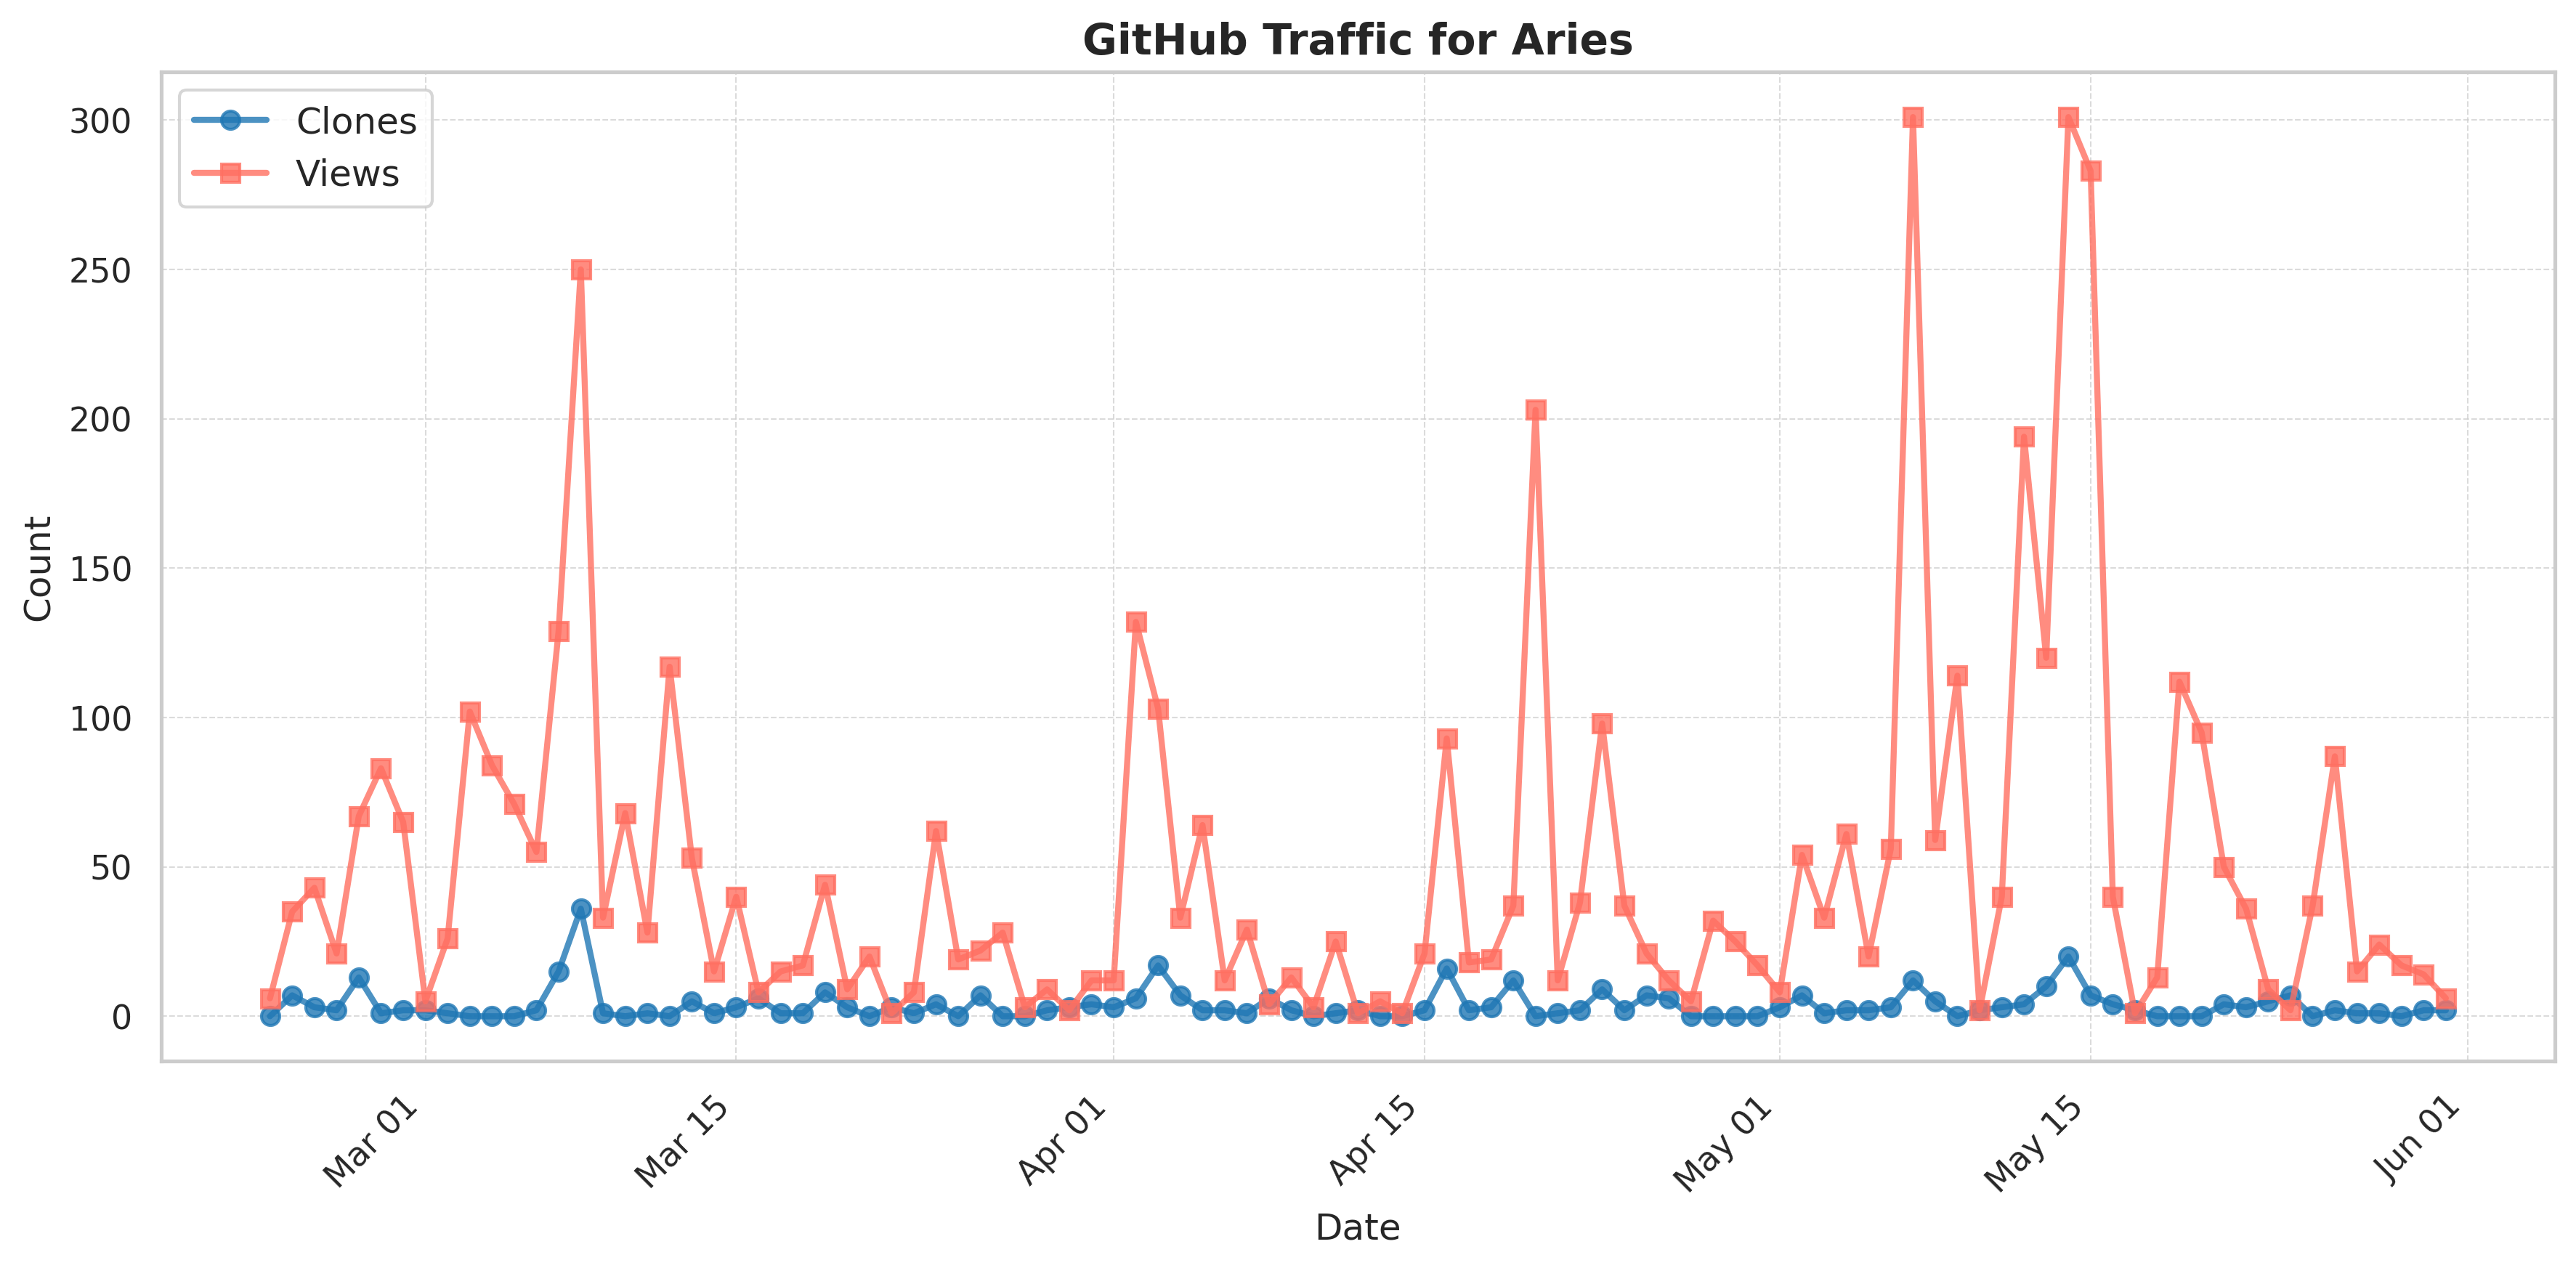 GitHub Traffic for Aries
Clones
Views
300
250
200
150
100
50
0
Count
Mar 01
Mar 15
Apr 01
Apr 15
May 01
May 15
Jun 01
Date